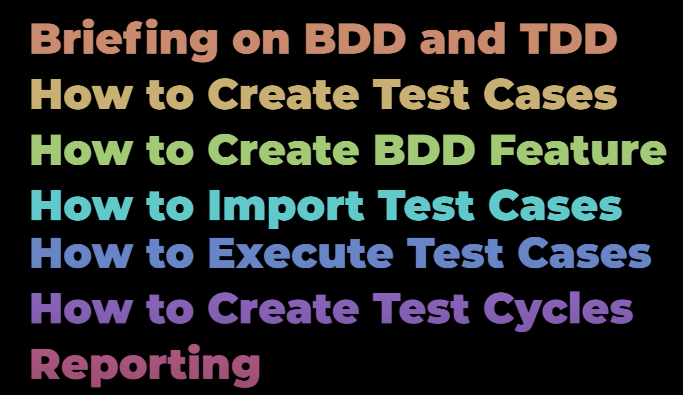 Briefing on BDD and TDD
How to Create Test Cases
How to Create BDD Feature
How to Import Test Cases
How to Execute Test Cases
How to Create Test Cycles
Reporting